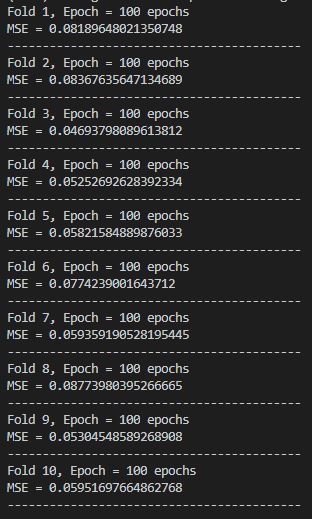 Fold 1, Epoch = 100 epochs
MSE = 0.08189648021350748
------------------------------------------
Fold 2, Epoch = 100 epochs
MSE = 0.08367635647134689
------------------------------------------
Fold 3, Epoch = 100 epochs
MSE = 0.04693798089613812
------------------------------------------
Fold 4, Epoch = 100 epochs
MSE = 0.05252692628392334
------------------------------------------
Fold 5, Epoch = 100 epochs
MSE = 0.05821584889876033
------------------------------------------
Fold 6, Epoch = 100 epochs
MSE = 0.0774239001643712
------------------------------------------
Fold 7, Epoch = 100 epochs
MSE = 0.059359190528195445
------------------------------------------
Fold 8, Epoch = 100 epochs
MSE = 0.08773980395266665
------------------------------------------
Fold 9, Epoch = 100 epochs
MSE = 0.05304548589268908
------------------------------------------
Fold 10, Epoch = 100 epochs
MSE = 0.05951697664862768
------------------------------------------